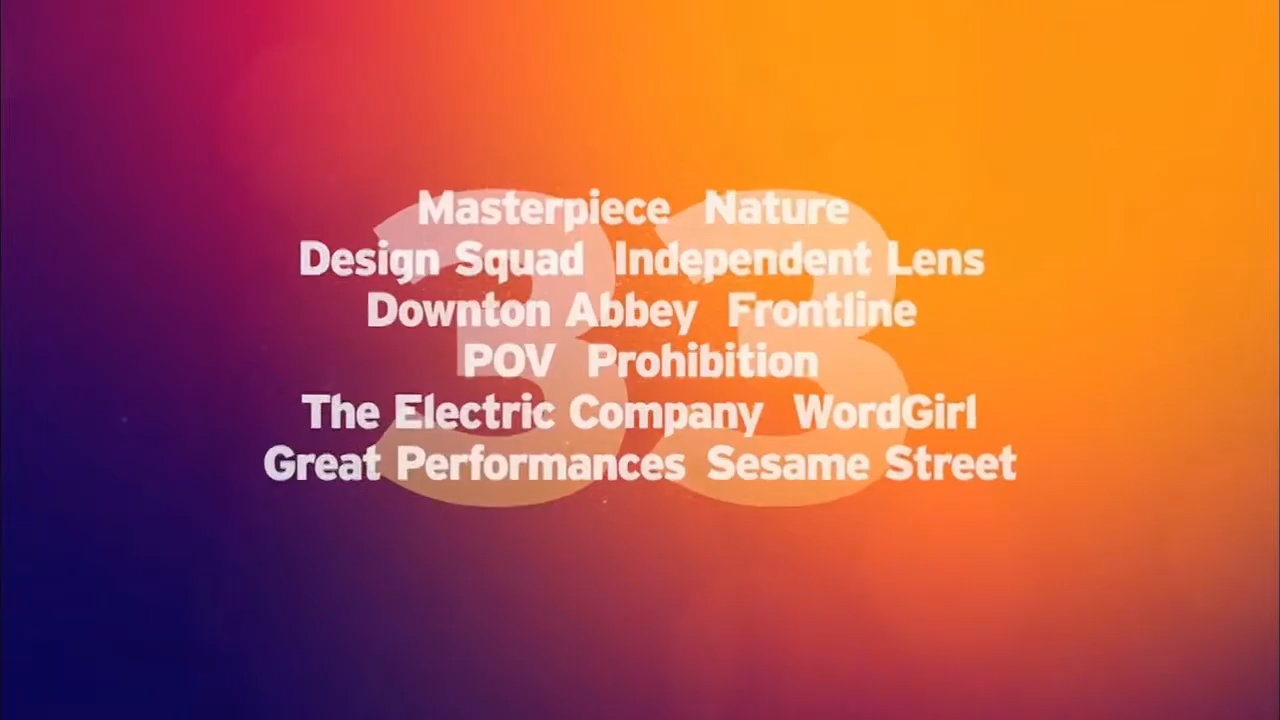 33
Masterpiece Nature
Design Squad Independent Lens
Downton Abbey Frontline
POV Prohibition
The Electric Company WordGirl
Great Performances Sesame Street